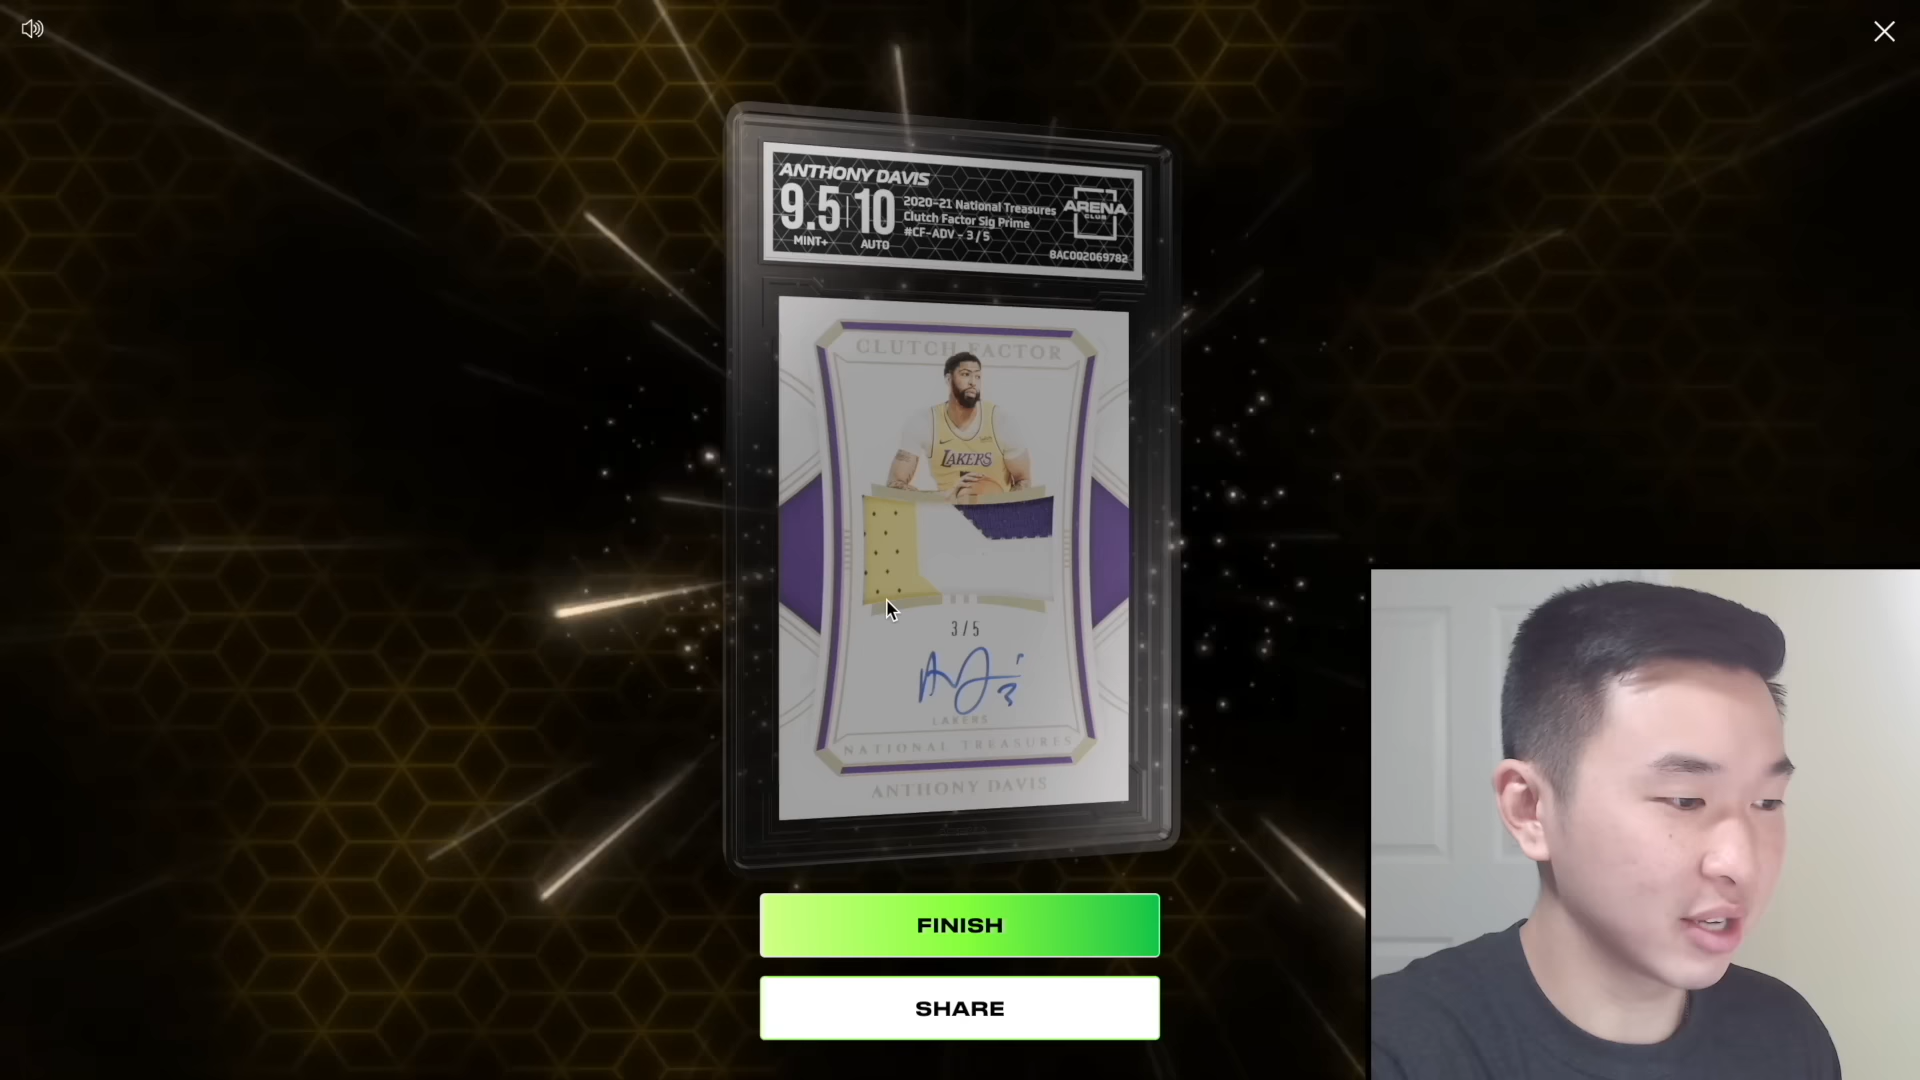 ANTHONY DAVIS
9.5 10
MINT+ AUTO
2020-21 National Treasures
Clutch Factor Sig Prime
#CF-ADV - 3/5
ARENA
CLUB
BAC002069782
CLUTCH FACTOR
LAKERS
3/5
LAKERS
NATIONAL TREASURES
ANTHONY DAVIS
FINISH
SHARE